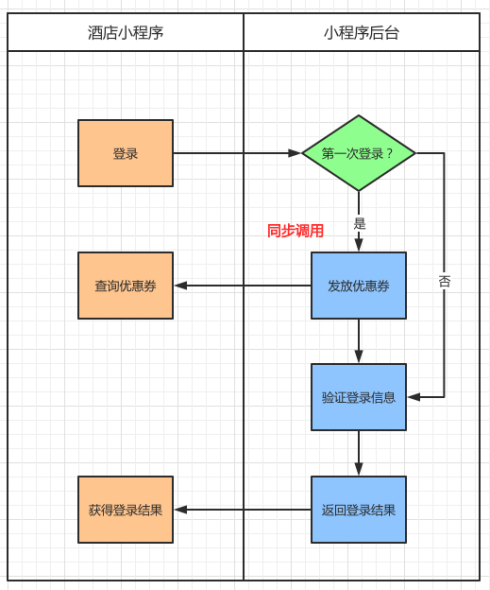 酒店小程序
小程序后台
登录
第一次登录？
是
同步调用
查询优惠券
发放优惠券
否
验证登录信息
获得登录结果
返回登录结果